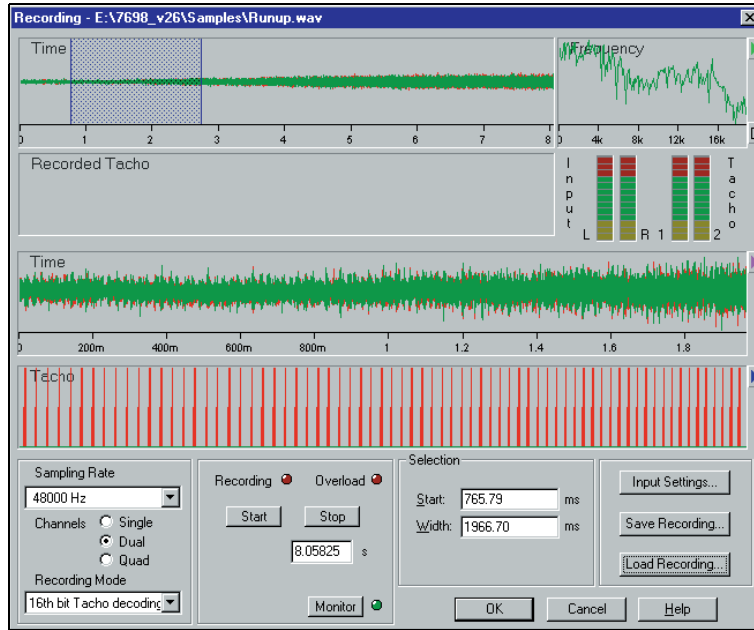 Recording - E:\7698_v26\Samples\Runup.wav
Time
0 1 2 3 4 5 6 7 8
Frequency
0 4k 8k 12k 16k
Recorded Tacho
Input
L R 1 2
Tacho
Time
0 200m 400m 600m 800m 1 1.2 1.4 1.6 1.8
Tacho
Sampling Rate
48000 Hz
Channels
Single
Dual
Quad
Recording Mode
16th bit Tacho decoding
Recording Overload
Start Stop
8.05825 s
Monitor
Selection
Start: 765.79 ms
Width: 1966.70 ms
Input Settings...
Save Recording...
Load Recording...
OK Cancel Help